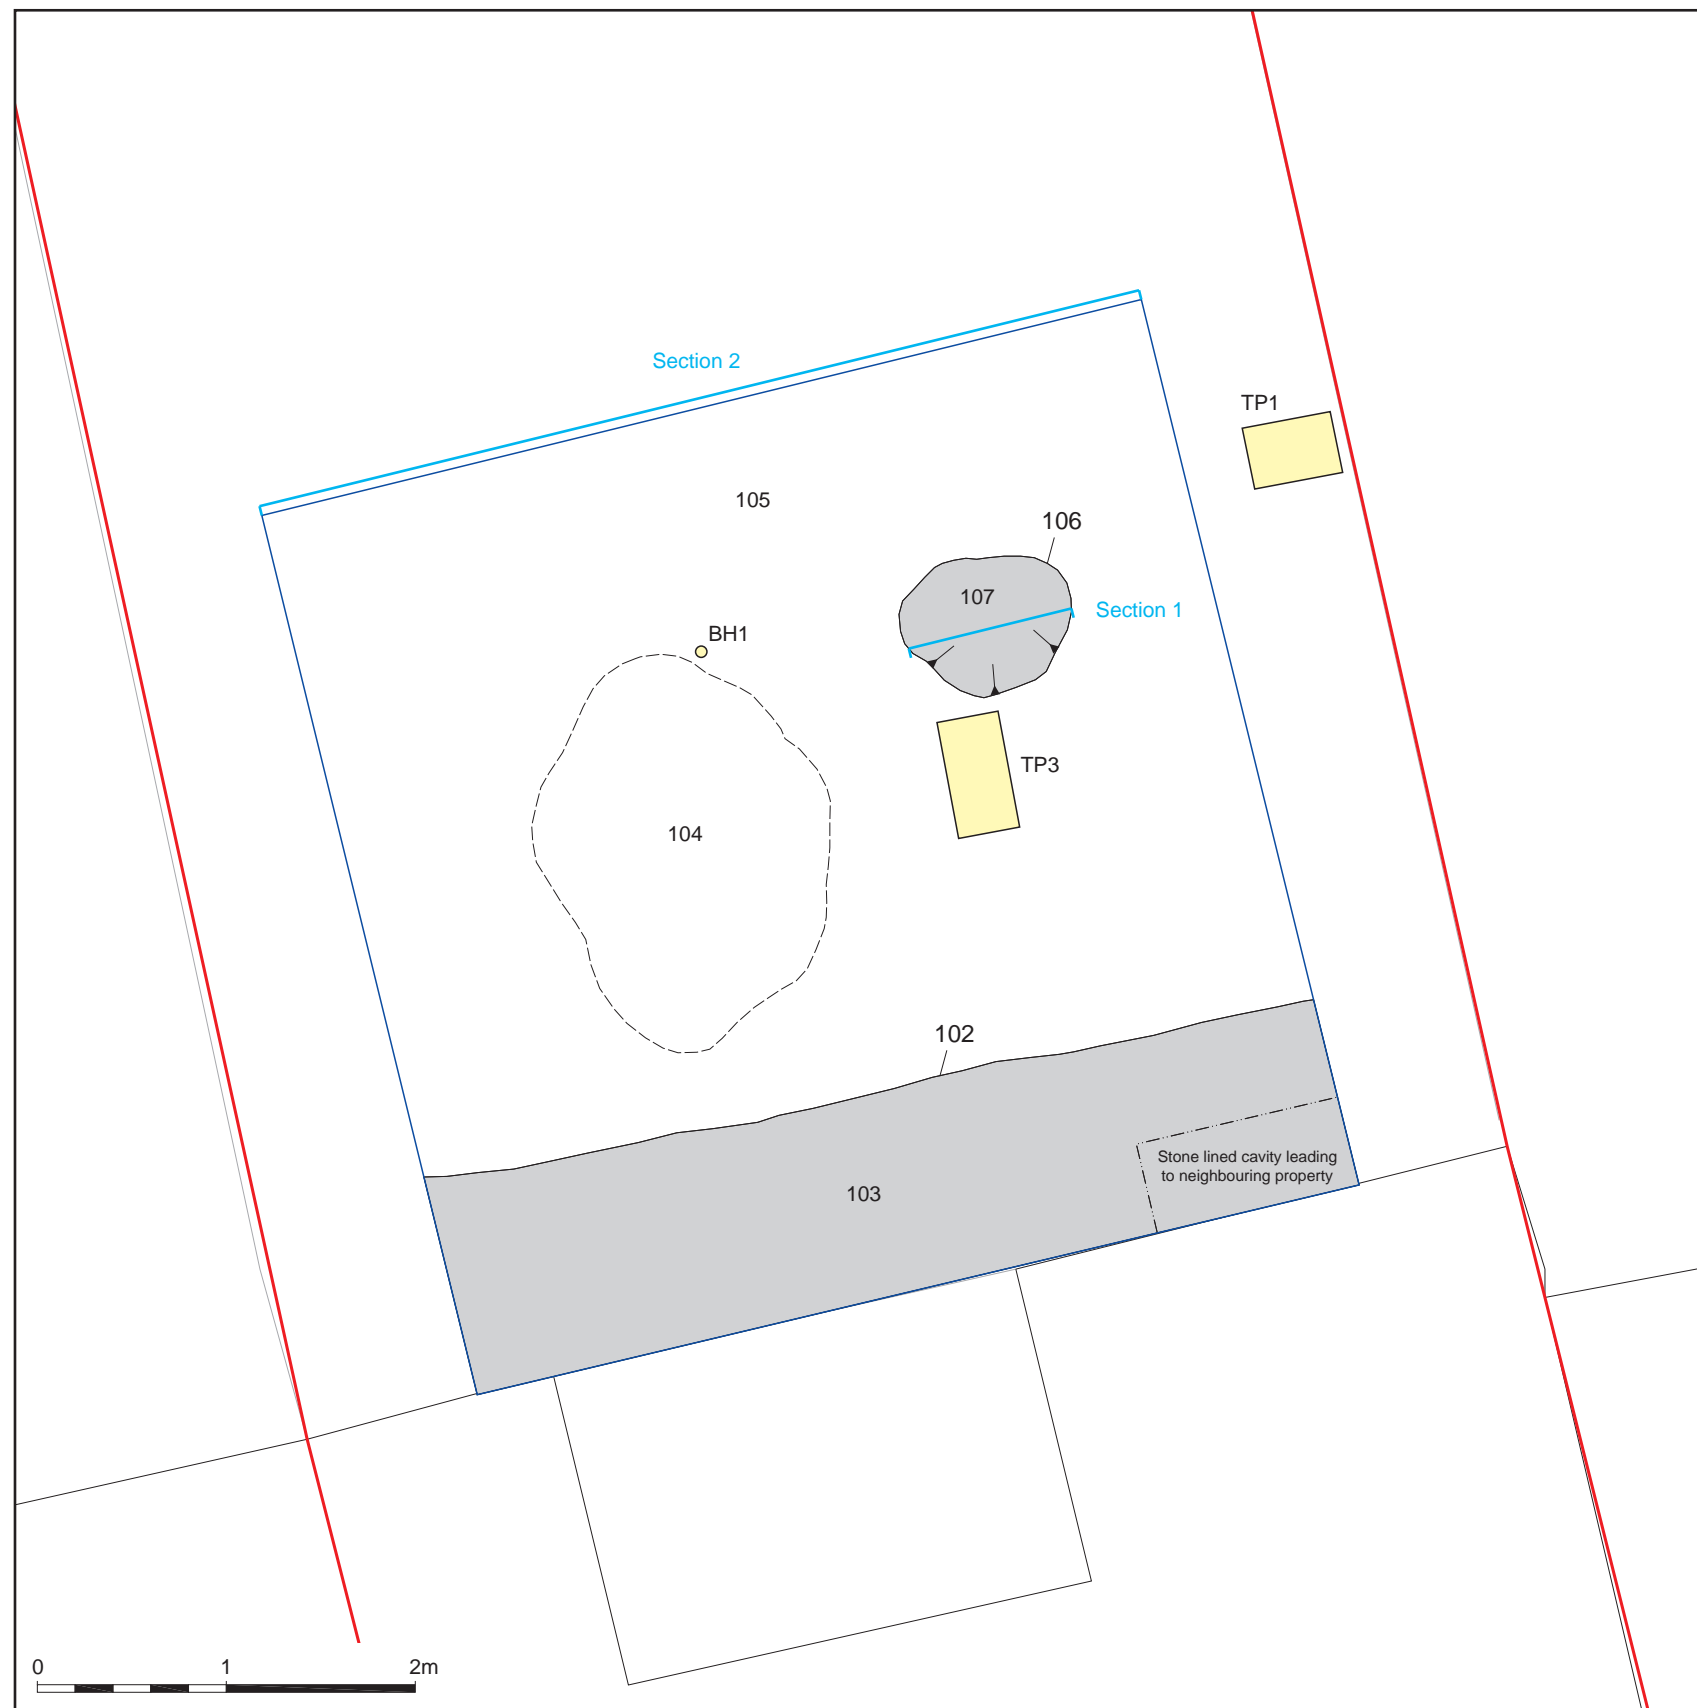 Section 2
TP1
105
106
107
Section 1
BH1
TP3
104
102
Stone lined cavity leading
to neighbouring property
103
0 1 2m